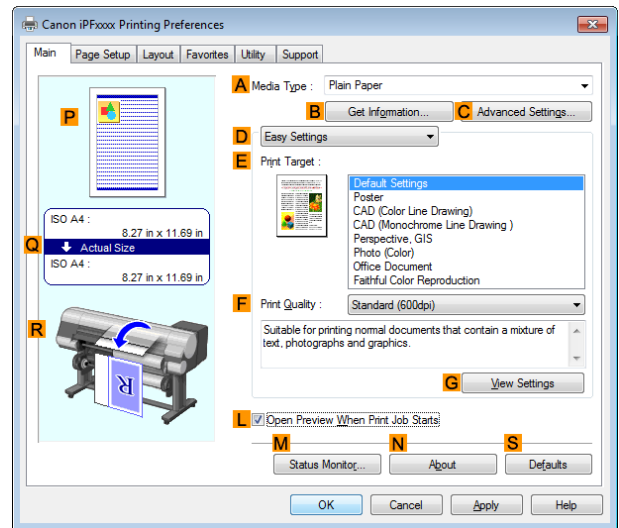 Canon iPFxxxx Printing Preferences
Main Page Setup Layout Favorites Utility Support
A Media Type : Plain Paper
B Get Information... C Advanced Settings...
P
D Easy Settings
E Print Target :
Default Settings
Poster
CAD (Color Line Drawing)
CAD (Monochrome Line Drawing )
Perspective, GIS
Photo (Color)
Office Document
Faithful Color Reproduction
ISO A4 :
8.27 in x 11.69 in
Q Actual Size
ISO A4 :
8.27 in x 11.69 in
F Print Quality : Standard (600dpi)
Suitable for printing normal documents that contain a mixture of
text, photographs and graphics.
R
R
G View Settings
L Open Preview When Print Job Starts
M N S
Status Monitor... About Defaults
OK Cancel Apply Help